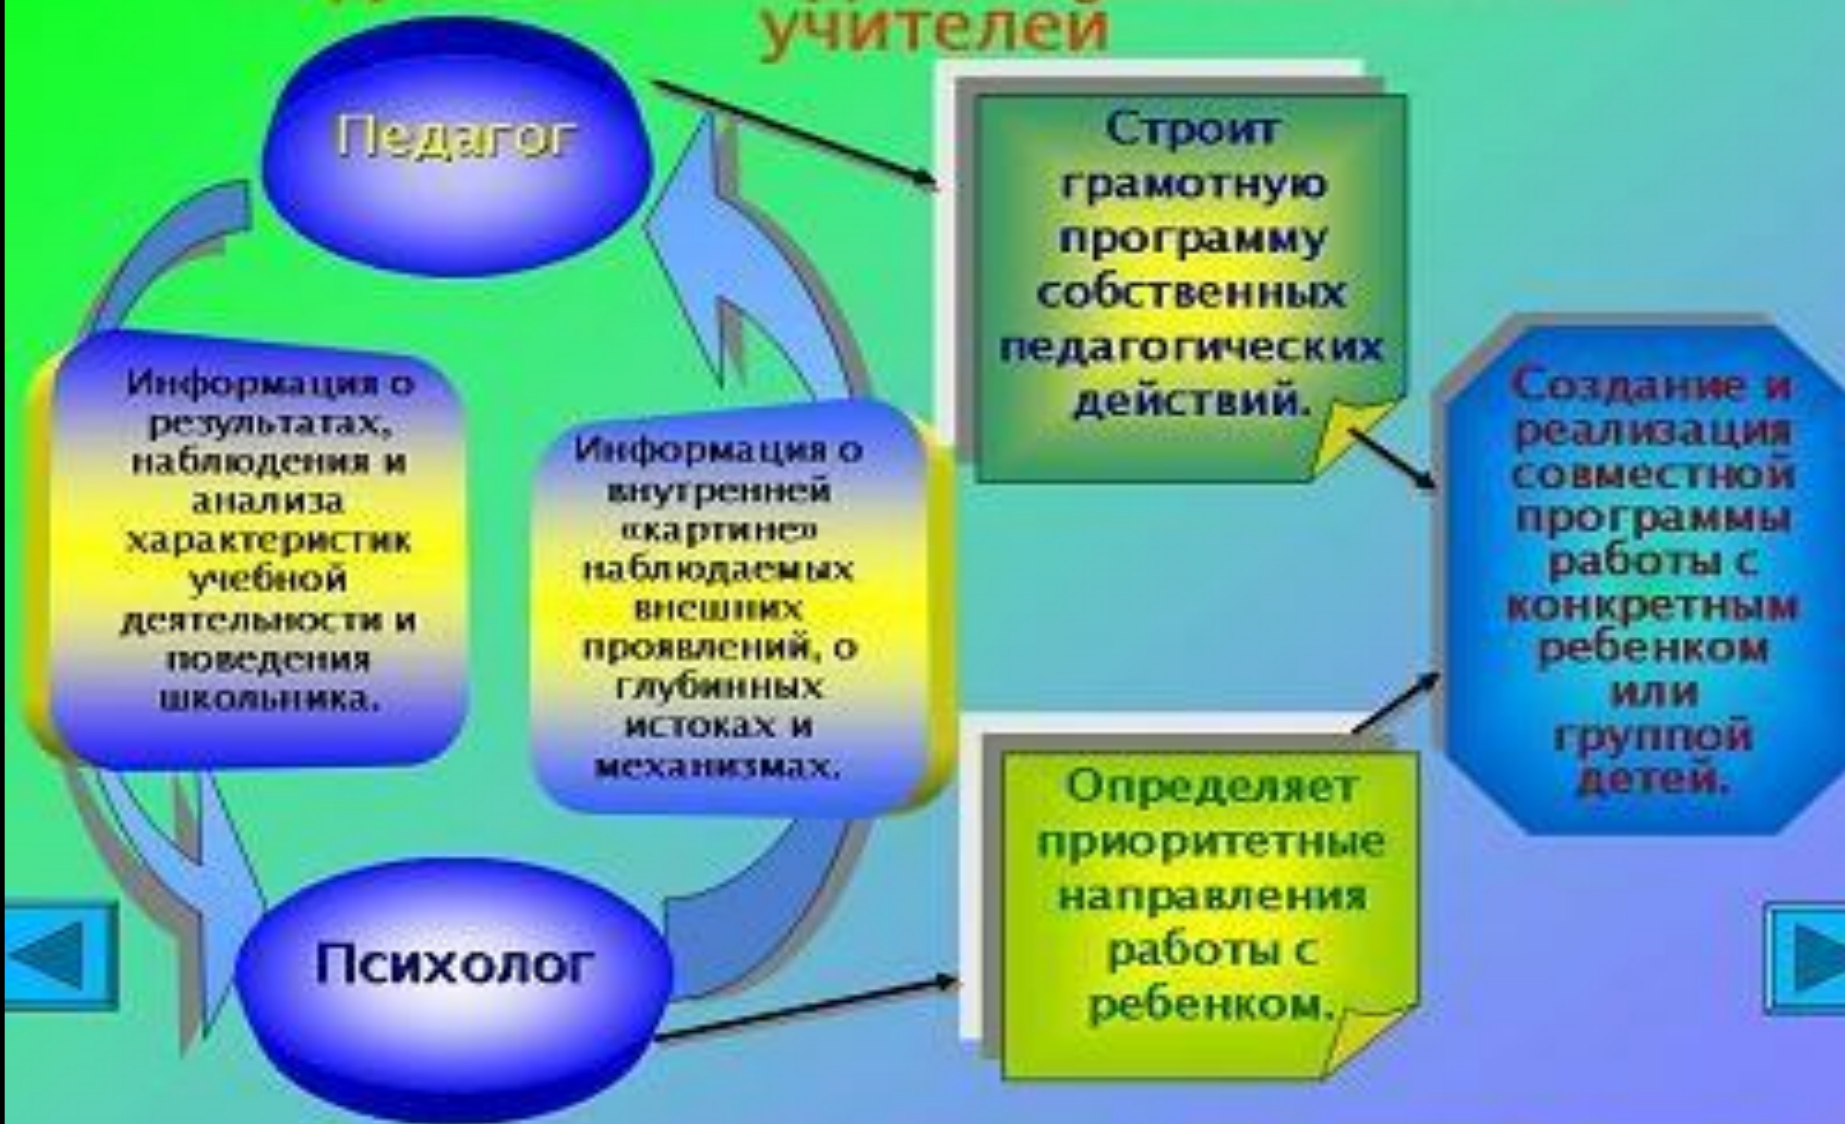 учителей
Педагог
Строит
грамотную
программу
собственных
педагогических
действий.
Информация о
результатах,
наблюдения и
анализа
характеристик
учебной
деятельности и
поведения
школьника.
Информация о
внутренней
«картине»
наблюдаемых
внешних
проявлений, о
глубинных
истоках и
механизмах.
Создание и
реализация
совместной
программы
работы с
конкретным
ребенком
или
группой
детей.
Психолог
Определяет
приоритетные
направления
работы с
ребенком.